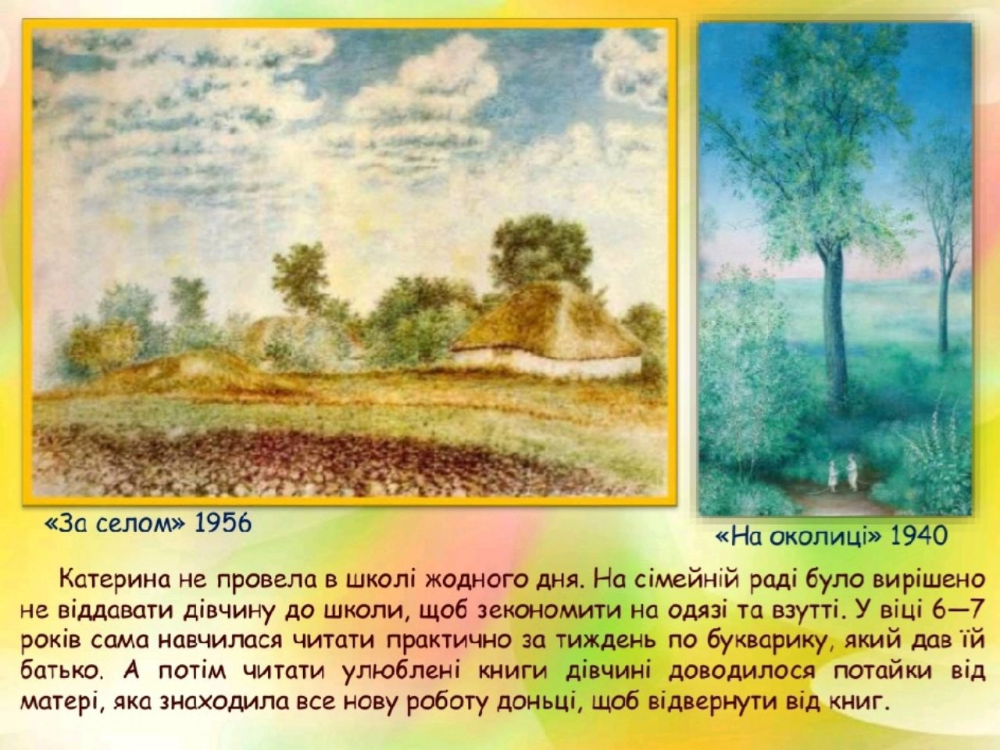 «За селом» 1956
«На околиці» 1940
Катерина не провела в школі жодного дня. На сімейній раді було вирішено
не віддавати дівчину до школи, щоб зекономити на одязі та взутті. У віці 6—7
років сама навчилася читати практично за тиждень по букварику, який дав їй
батько. А потім читати улюблені книги дівчині доводилося потайки від
матері, яка знаходила все нову роботу доньці, щоб відвернути від книг.